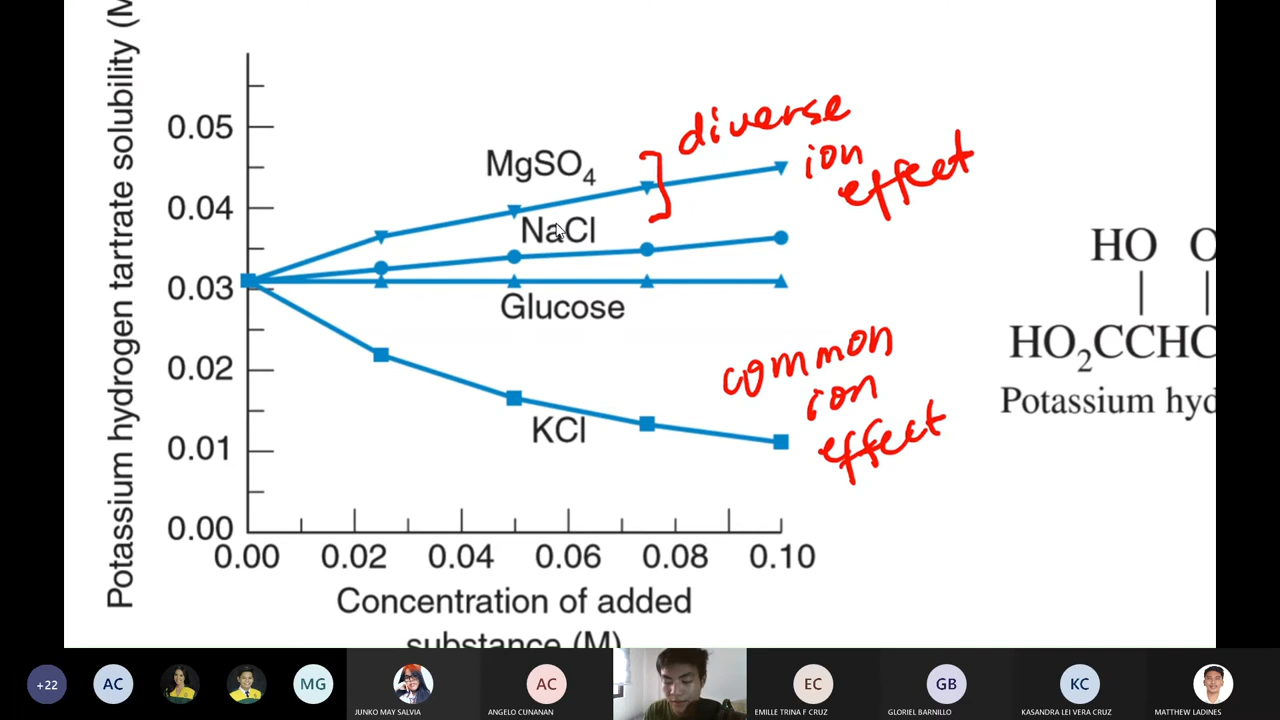 Potassium hydrogen tartrate solubility (M
0.05
0.04
0.03
0.02
0.01
0.00
0.00 0.02 0.04 0.06 0.08 0.10
Concentration of added
substance (M)
MgSO₄
NaCl
Glucose
KCl
diverse
ion
effect
common
ion
effect
HO O
HO₂CCHC
Potassium hyd
+22
AC
MG
JUNKO MAY SALVIA
AC
ANGELO CUNANAN
EC
EMILLE TRINA F CRUZ
GB
GLORIEL BARNILLO
KC
KASANDRA LEI VERA CRUZ
MATTHEW LADINES